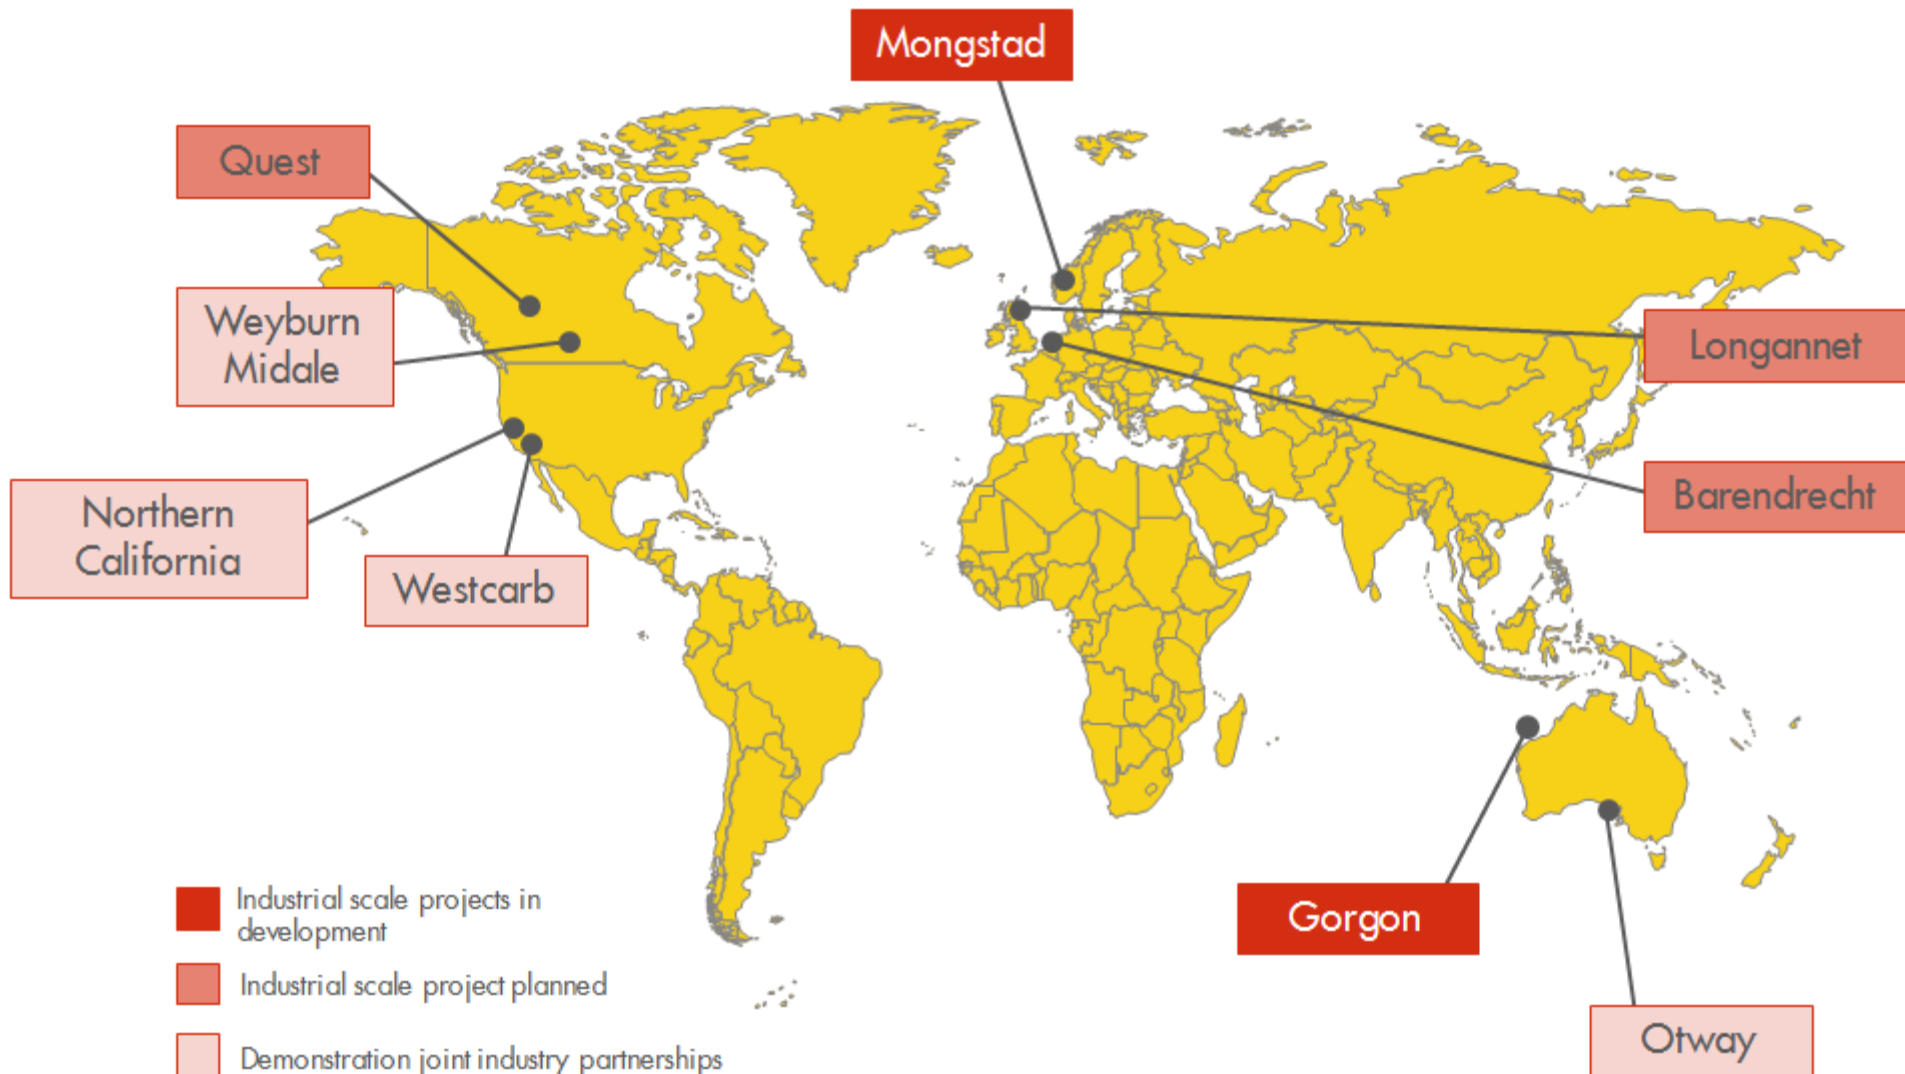 Mongstad
Quest
Weyburn
Midale
Longannet
Barendrecht
Northern
California
Westcarb
Gorgon
Otway
Industrial scale projects in
development
Industrial scale project planned
Demonstration joint industry partnerships